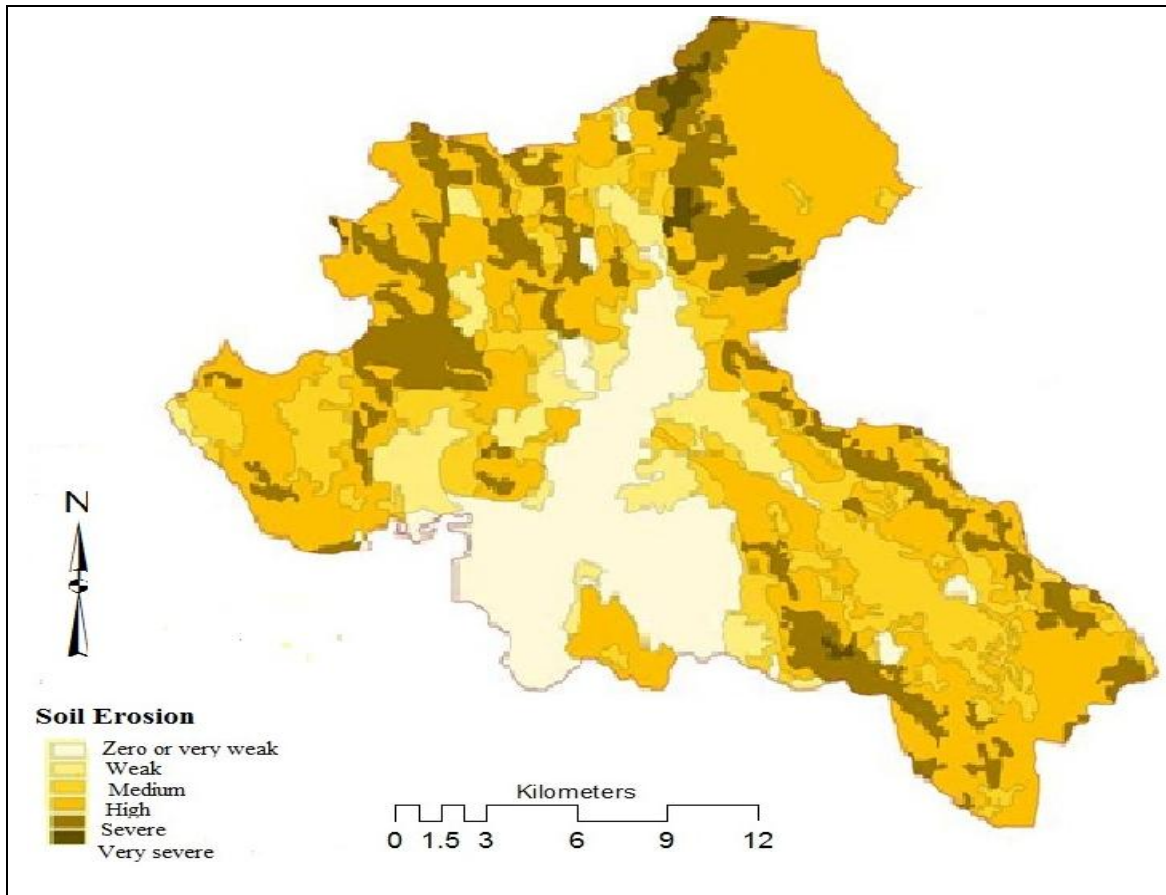 N
Soil Erosion
Zero or very weak
Weak
Medium
High
Severe
Very severe
Kilometers
0 1.5 3 6 9 12